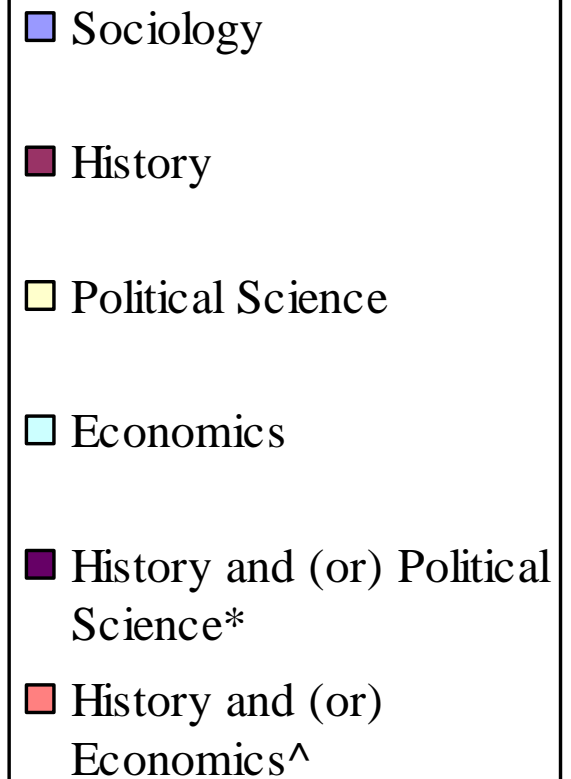 Sociology
History
Political Science
Economics
History and (or) Political
Science*
History and (or)
Economics^